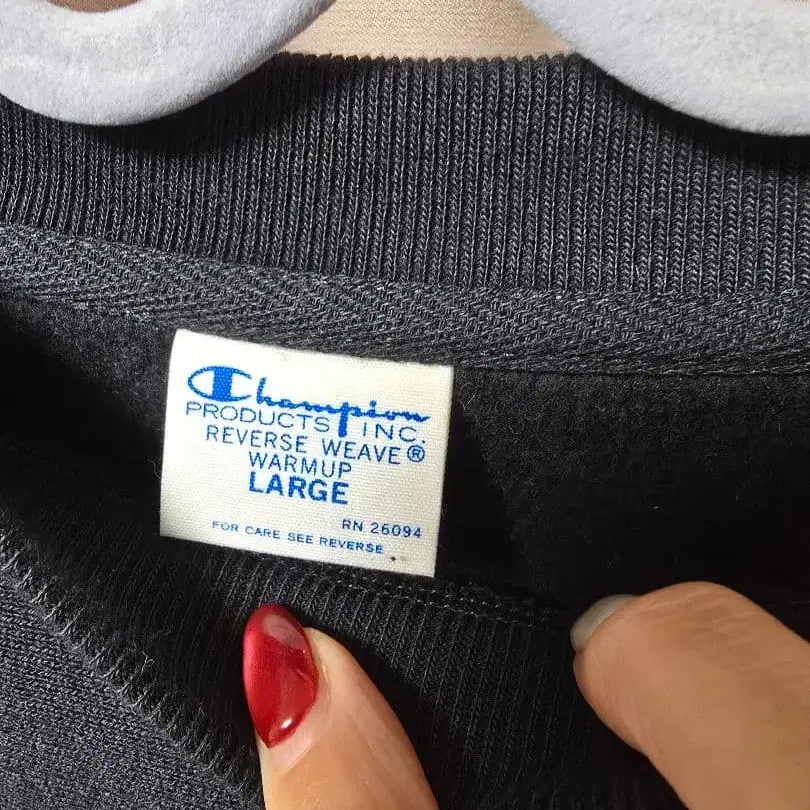 Champion
PRODUCTS INC.
REVERSE WEAVE®
WARMUP
LARGE
RN 26094
FOR CARE SEE REVERSE